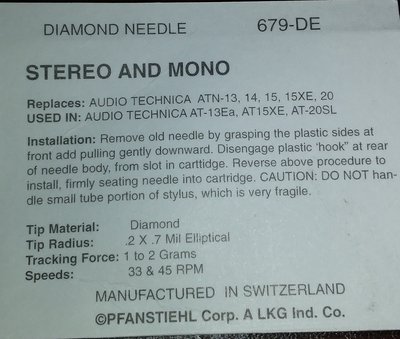 DIAMOND NEEDLE 679-DE
STEREO AND MONO
Replaces: AUDIO TECHNICA ATN-13, 14, 15, 15XE, 20
USED IN: AUDIO TECHNICA AT-13Ea, AT15XE, AT-20SL
Installation: Remove old needle by grasping the plastic sides at
front add pulling gently downward. Disengage plastic 'hook" at rear
of needle body, from slot in carttidge. Reverse above procedure to
install, firmly seating needle into cartridge. CAUTION: DO NOT han-
dle small tube portion of stylus, which is very fragile.
Tip Material: Diamond
Tip Radius: .2 X .7 Mil Elliptical
Tracking Force: 1 to 2 Grams
Speeds: 33 & 45 RPM
MANUFACTURED IN SWITZERLAND
©PFANSTIEHL Corp. A LKG Ind. Co.